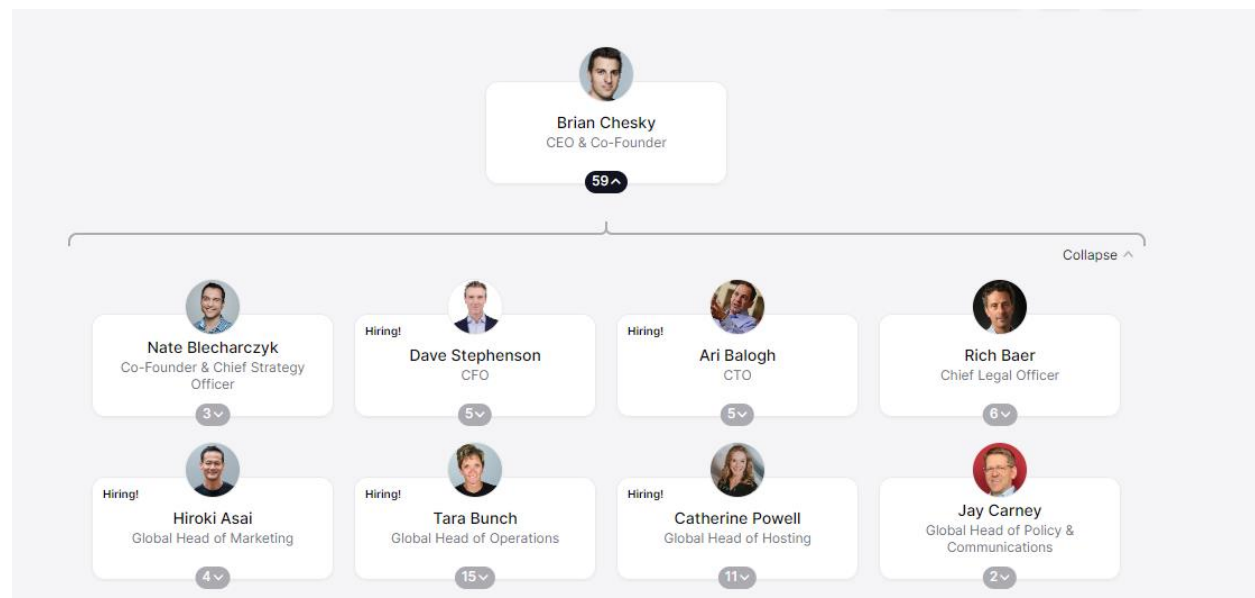 Brian Chesky
CEO & Co-Founder
59
Collapse
Nate Blecharczyk
Co-Founder & Chief Strategy
Officer
3
Hiring!
Dave Stephenson
CFO
5
Hiring!
Ari Balogh
CTO
5
Rich Baer
Chief Legal Officer
6
Hiring!
Hiroki Asai
Global Head of Marketing
4
Hiring!
Tara Bunch
Global Head of Operations
15
Hiring!
Catherine Powell
Global Head of Hosting
11
Jay Carney
Global Head of Policy &
Communications
2